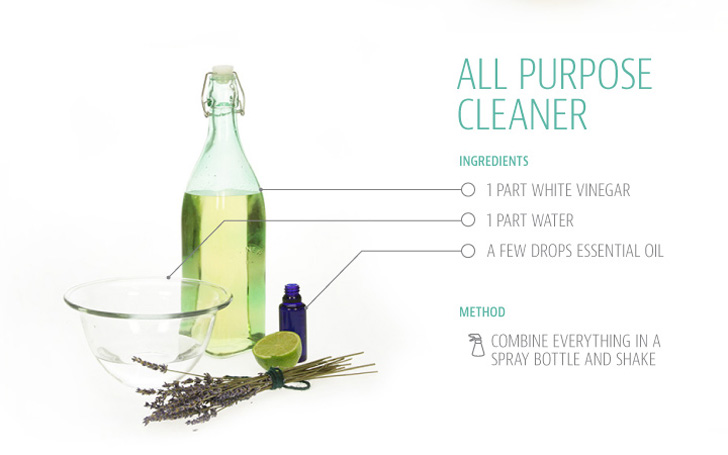 ALL PURPOSE
CLEANER
INGREDIENTS
1 PART WHITE VINEGAR
1 PART WATER
A FEW DROPS ESSENTIAL OIL
METHOD
COMBINE EVERYTHING IN A
SPRAY BOTTLE AND SHAKE